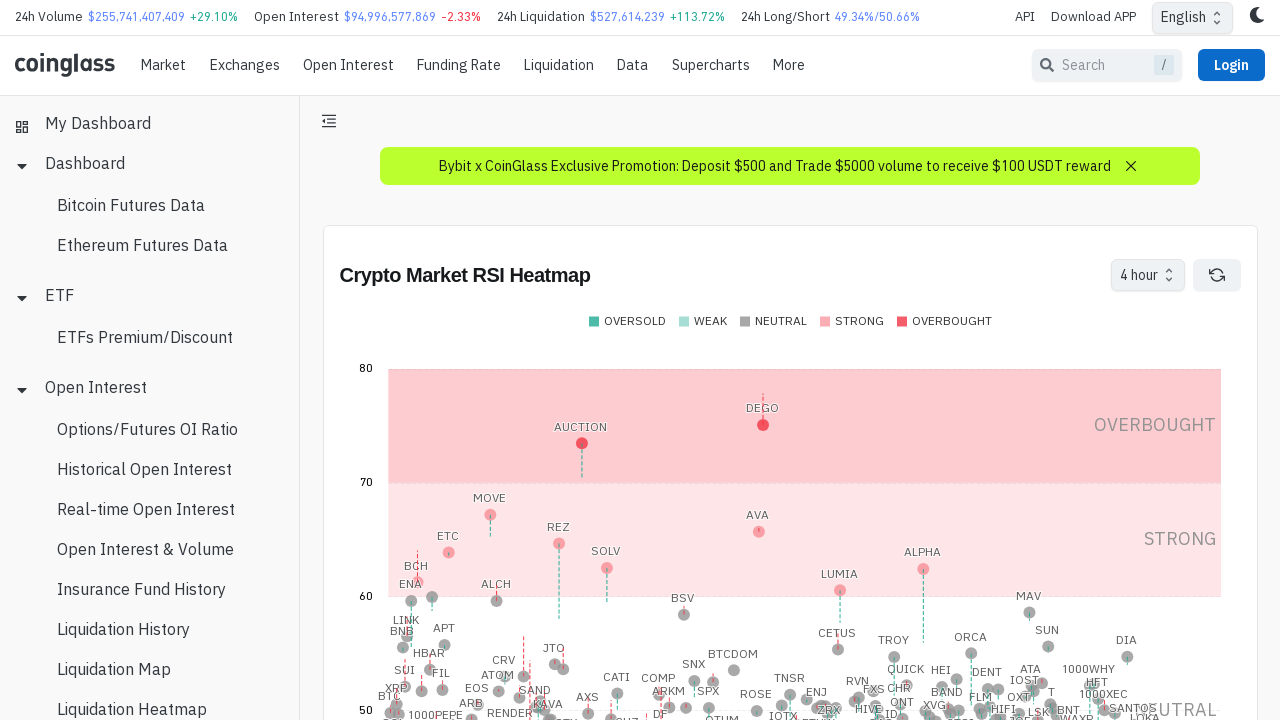 24h Volume $255,741,407,409 +29.10% Open Interest $94,996,577,869 -2.33% 24h Liquidation $527,614,239 +113.72% 24h Long/Short 49.34%/50.66% API Download APP English
coinglass Market Exchanges Open Interest Funding Rate Liquidation Data Supercharts More Search / Login
My Dashboard
Dashboard
Bitcoin Futures Data
Ethereum Futures Data
ETF
ETFs Premium/Discount
Open Interest
Options/Futures OI Ratio
Historical Open Interest
Real-time Open Interest
Open Interest & Volume
Insurance Fund History
Liquidation History
Liquidation Map
Liquidation Heatmap
Bybit x CoinGlass Exclusive Promotion: Deposit $500 and Trade $5000 volume to receive $100 USDT reward
Crypto Market RSI Heatmap 4 hour
OVERSOLD WEAK NEUTRAL STRONG OVERBOUGHT
80
DEGO
AUCTION OVERBOUGHT
70
MOVE
AVA
REZ
ETC STRONG
SOLV ALPHA
BCH
LUMIA
ENA ALCH
60 BSV MAV
LINK
BNB APT CETUS SUN
TROY ORCA DIA
HBAR JTO BTCDOM
CRV SNX
SUI FIL ATOM CATI COMP TNSR RVN QUICK HEI DENT ATA 1000WHY
XRP EOS SAND ARKM SPX ROSE ENJ FXS CHR BAND FLM IOST HFT
BTC ARB KAVA AXS ONT OXT T 1000XEC
50 1000PEPE RENDER DF IOTX ZRX HIVE XVG HIFI LSK BNT SANTOS NEUTRAL